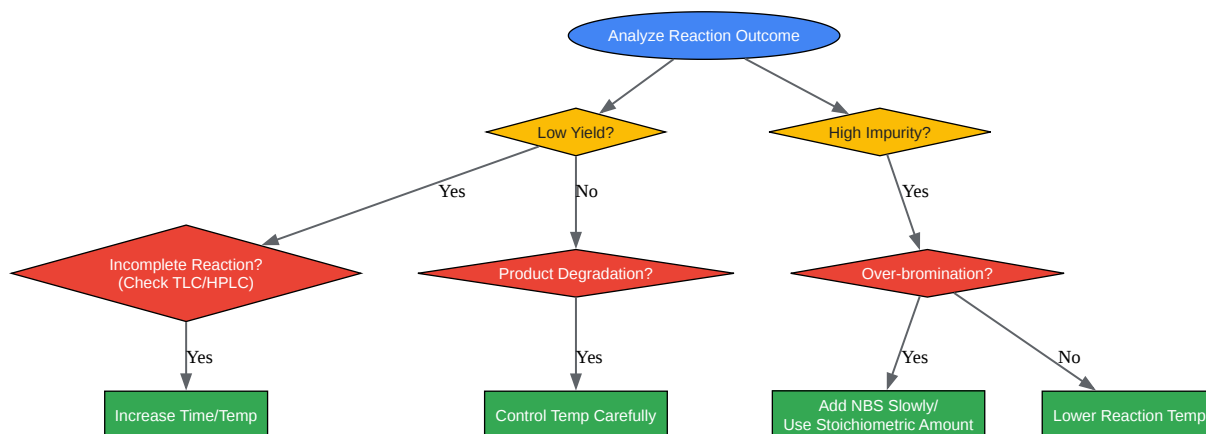 Analyze Reaction Outcome
Low Yield?
High Impurity?
Yes
No
Yes
Incomplete Reaction?
(Check TLC/HPLC)
Product Degradation?
Over-bromination?
Yes
Yes
Yes
No
Increase Time/Temp
Control Temp Carefully
Add NBS Slowly/
Use Stoichiometric Amount
Lower Reaction Temp